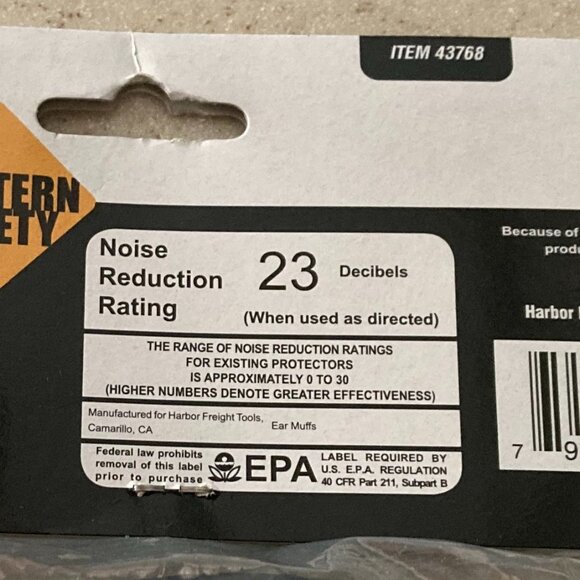 ITEM 43768
TERN
ETY
Noise
Reduction
Rating
23 Decibels
(When used as directed)
THE RANGE OF NOISE REDUCTION RATINGS
FOR EXISTING PROTECTORS
IS APPROXIMATELY 0 TO 30
(HIGHER NUMBERS DENOTE GREATER EFFECTIVENESS)
Manufactured for Harbor Freight Tools,
Camarillo, CA
Ear Muffs
Federal law prohibits
removal of this label
prior to purchase
EPA
LABEL REQUIRED BY
U.S. E.P.A. REGULATION
40 CFR Part 211, Subpart B
Because of
produ
Harbor
7 9